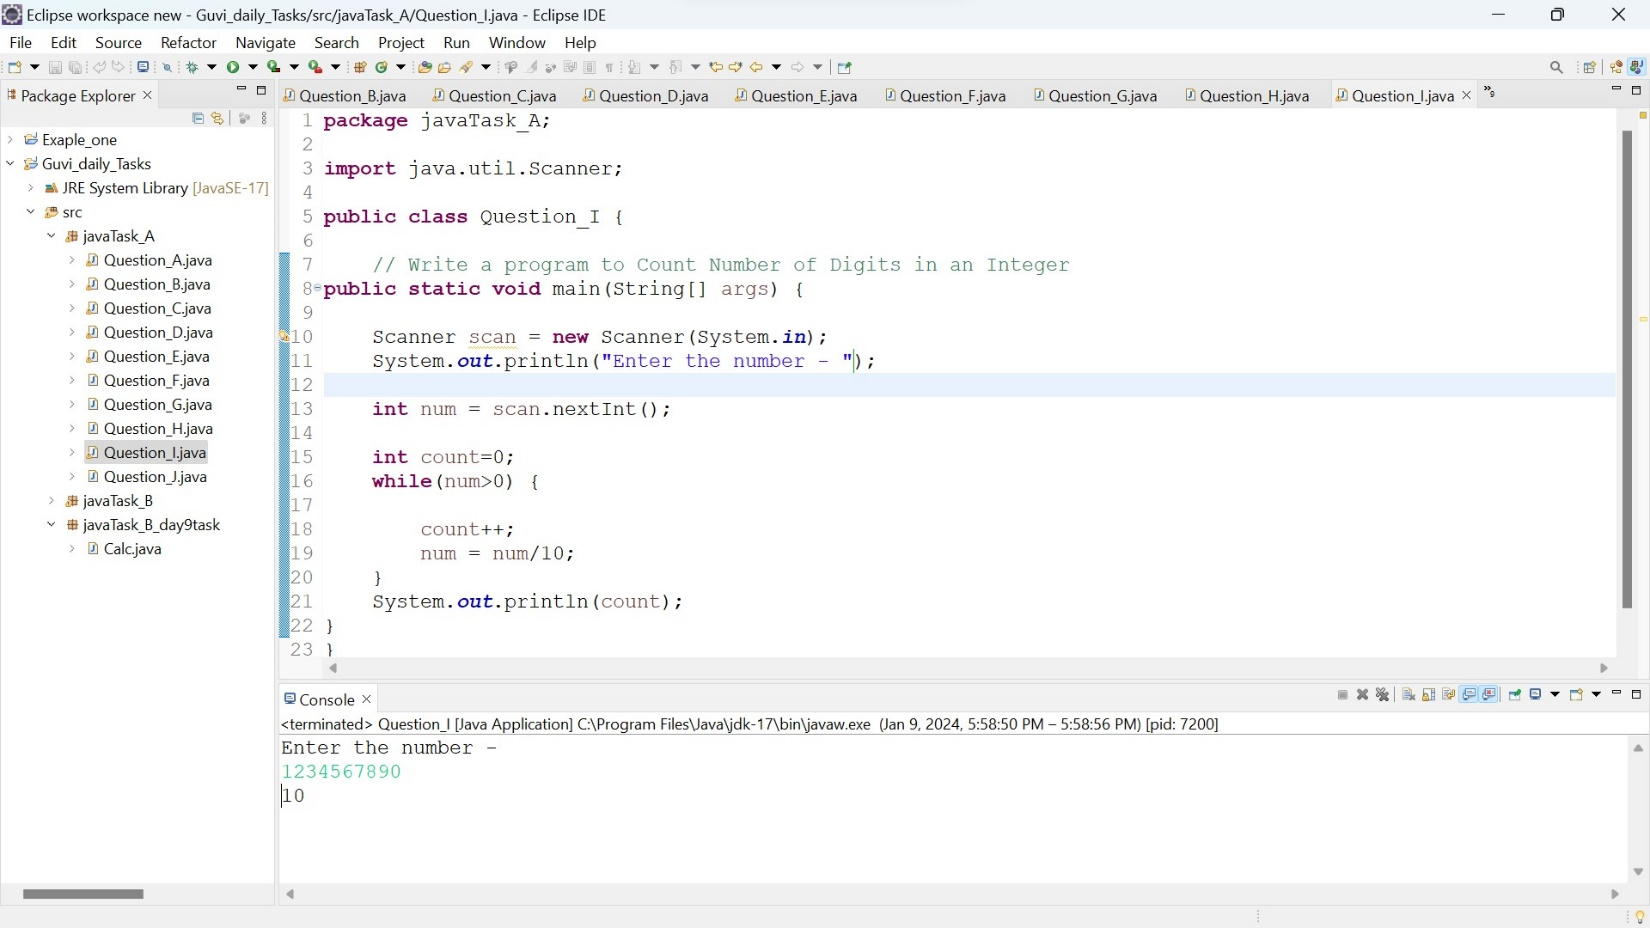 Eclipse workspace new - Guvi_daily_Tasks/src/javaTask_A/Question_I.java - Eclipse IDE
File Edit Source Refactor Navigate Search Project Run Window Help
Package Explorer
Question_B.java Question_C.java Question_D.java Question_E.java Question_F.java Question_G.java Question_H.java Question_I.java »9
Exaple_one
Guvi_daily_Tasks
JRE System Library [JavaSE-17]
src
javaTask_A
Question_A.java
Question_B.java
Question_C.java
Question_D.java
Question_E.java
Question_F.java
Question_G.java
Question_H.java
Question_I.java
Question_J.java
javaTask_B
javaTask_B_day9task
Calc.java
1 package javaTask_A;
2
3 import java.util.Scanner;
4
5 public class Question_I {
6
7 // Write a program to Count Number of Digits in an Integer
8 public static void main(String[] args) {
9
10 Scanner scan = new Scanner(System.in);
11 System.out.println("Enter the number - ");
12
13 int num = scan.nextInt();
14
15 int count=0;
16 while(num>0) {
17
18 count++;
19 num = num/10;
20 }
21 System.out.println(count);
22 }
23 }
Console
<terminated> Question_I [Java Application] C:\Program Files\Java\jdk-17\bin\javaw.exe (Jan 9, 2024, 5:58:50 PM – 5:58:56 PM) [pid: 7200]
Enter the number -
1234567890
10